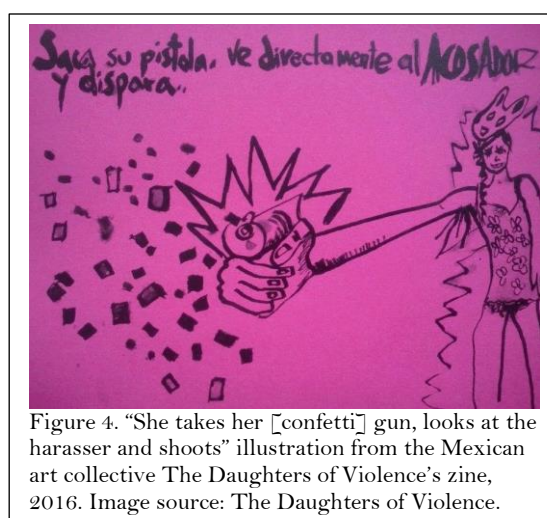 Saca su pistola, ve directamente al ACOSADOR
y dispara..
Figure 4. “She takes her [confetti] gun, looks at the
harasser and shoots” illustration from the Mexican
art collective The Daughters of Violence’s zine,
2016. Image source: The Daughters of Violence.